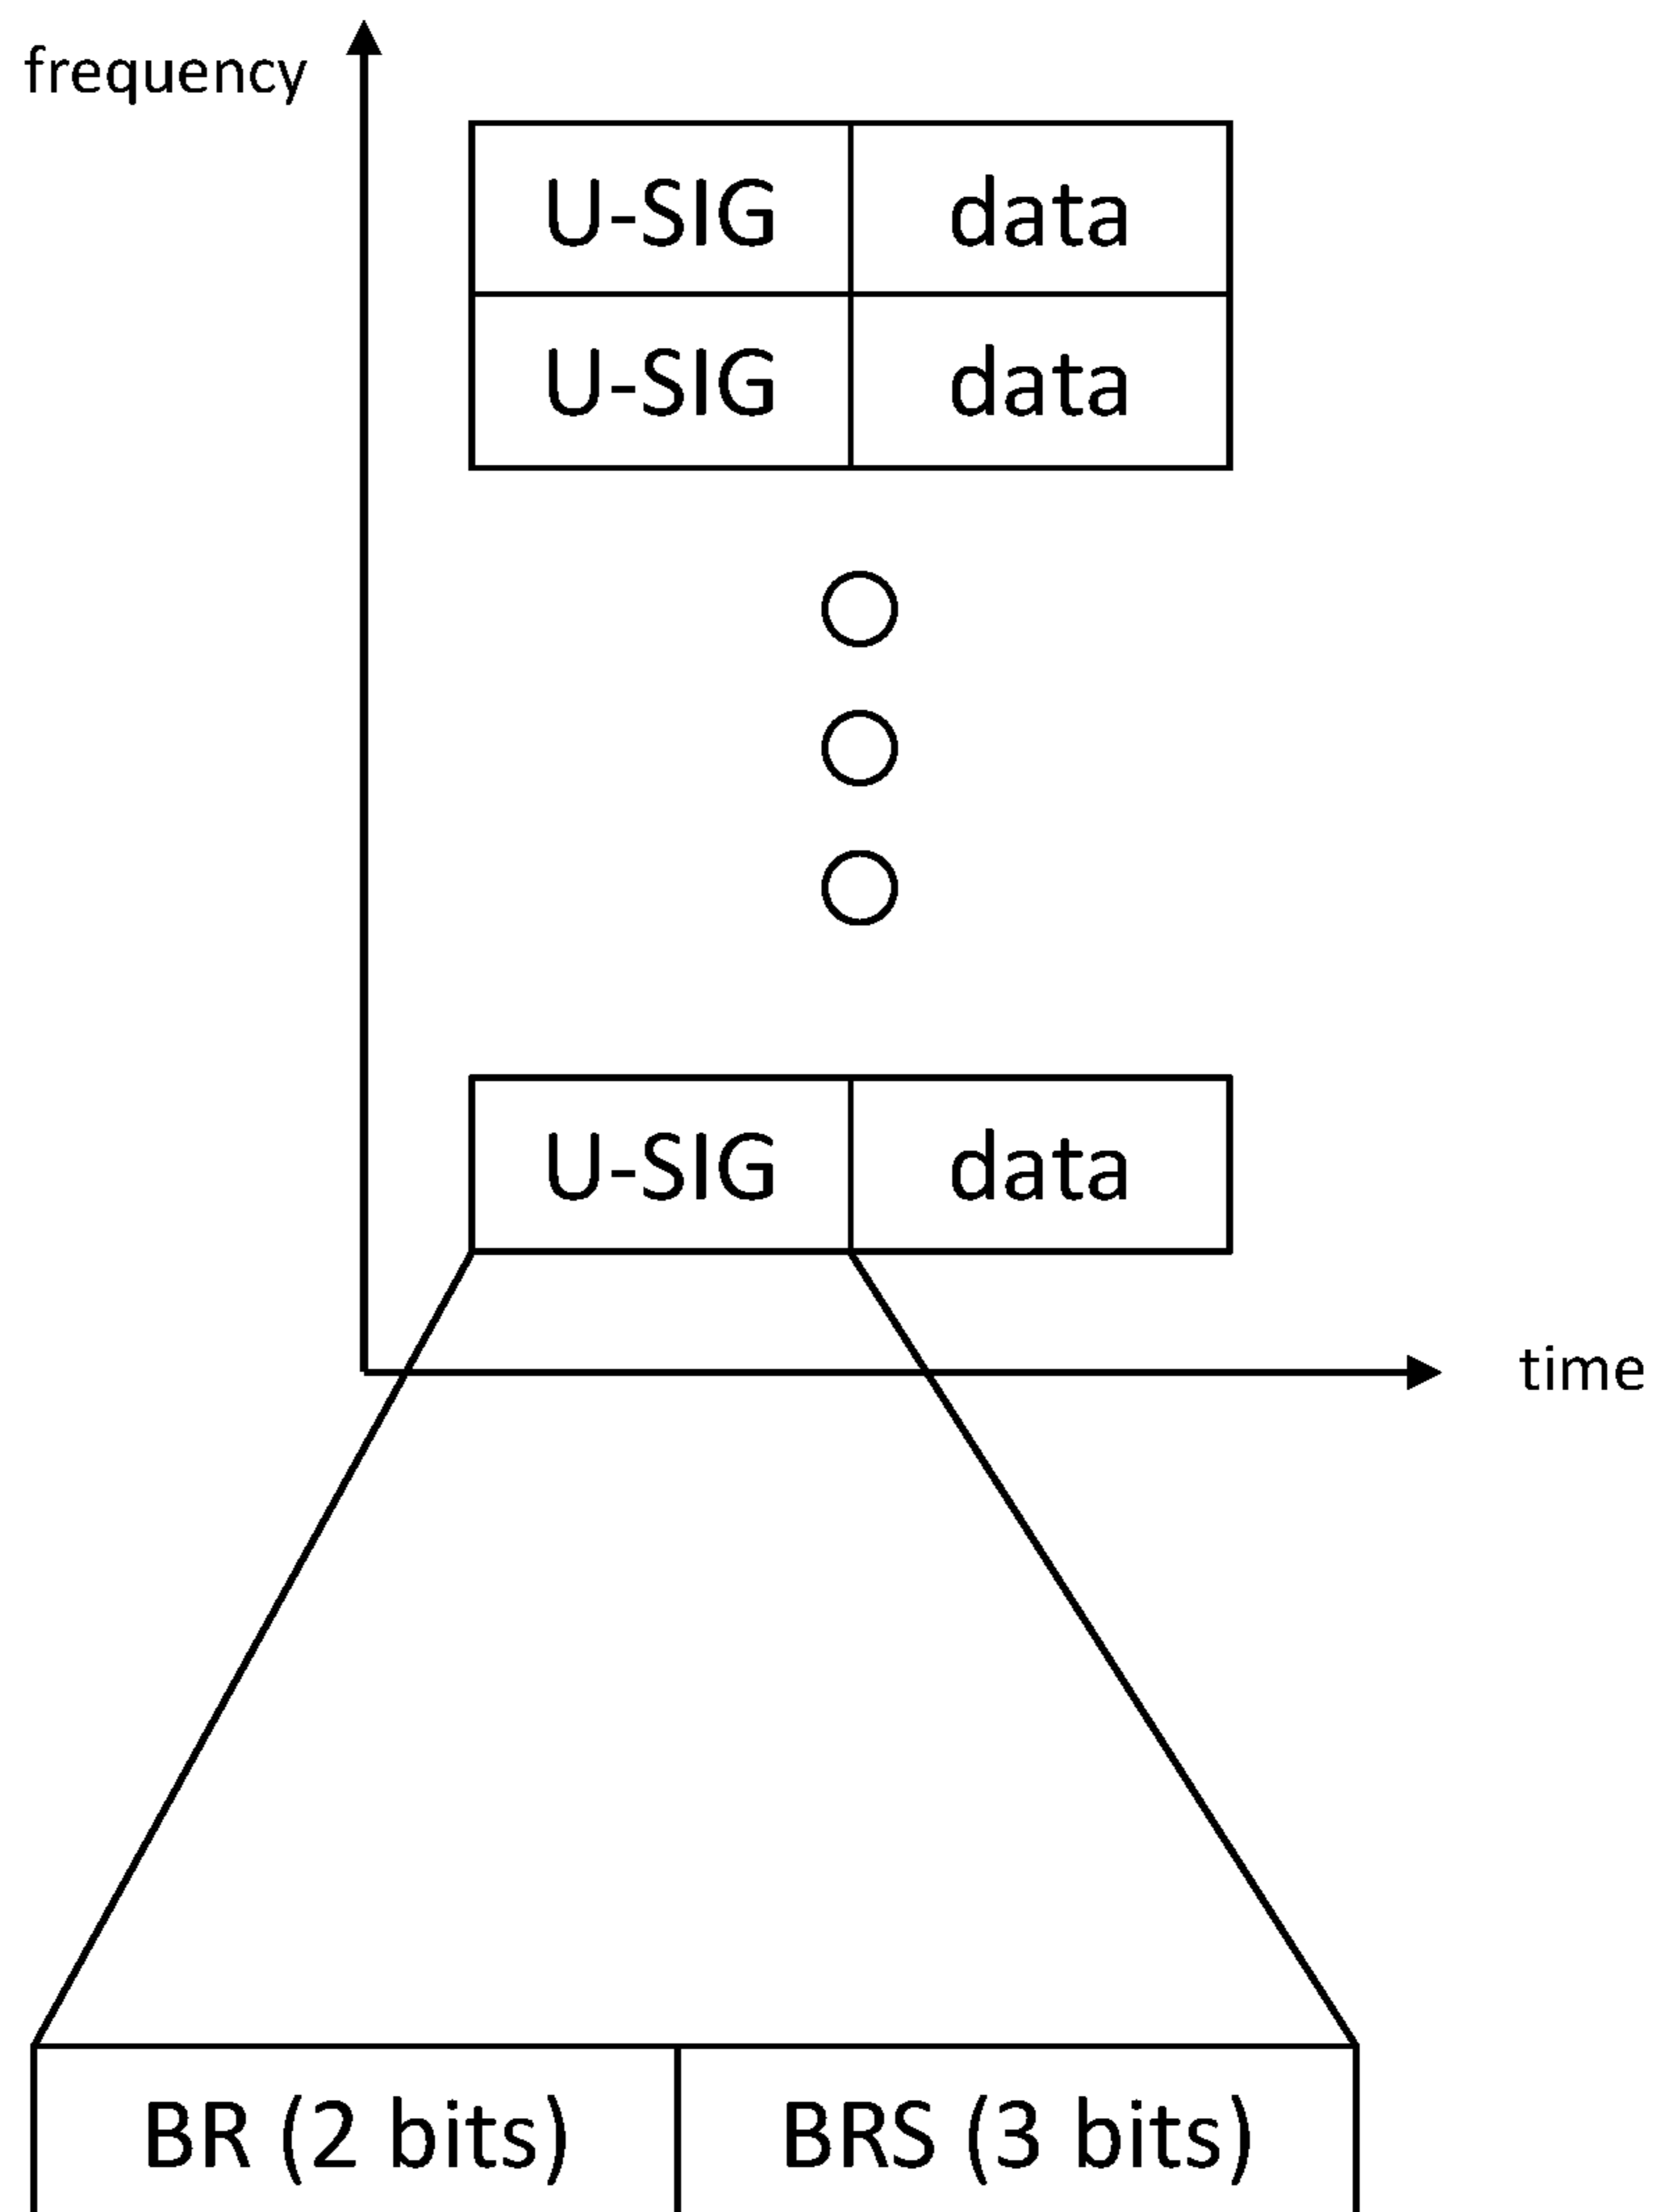 frequency
U-SIG data
U-SIG data
U-SIG data
time
BR (2 bits) BRS (3 bits)